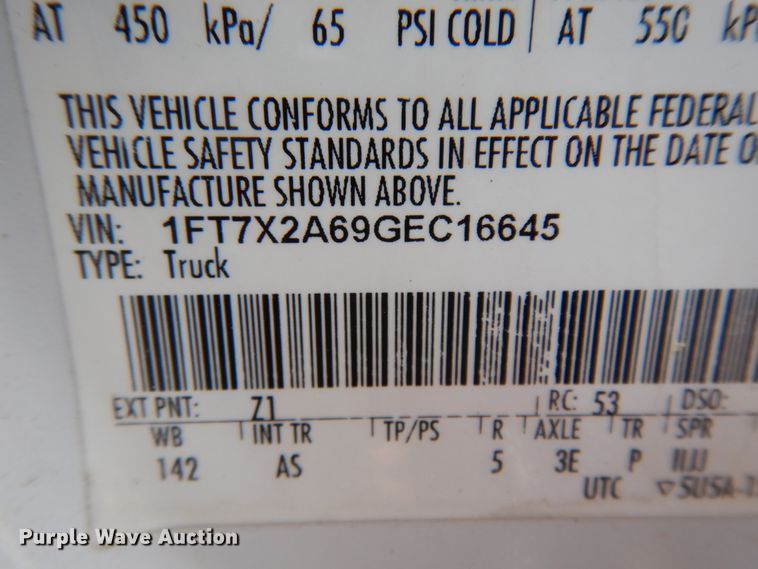 AT 450 kPa/ 65 PSI COLD | AT 550
THIS VEHICLE CONFORMS TO ALL APPLICABLE FEDERAL
VEHICLE SAFETY STANDARDS IN EFFECT ON THE DATE
MANUFACTURE SHOWN ABOVE.
VIN: 1FT7X2A69GEC16645
TYPE: Truck
EXT PNT: Z1 RC: 53 DSO:
WB INT TR TP/PS R AXLE TR SPR
142 AS 5 3E P
UTC
Purple Wave Auction